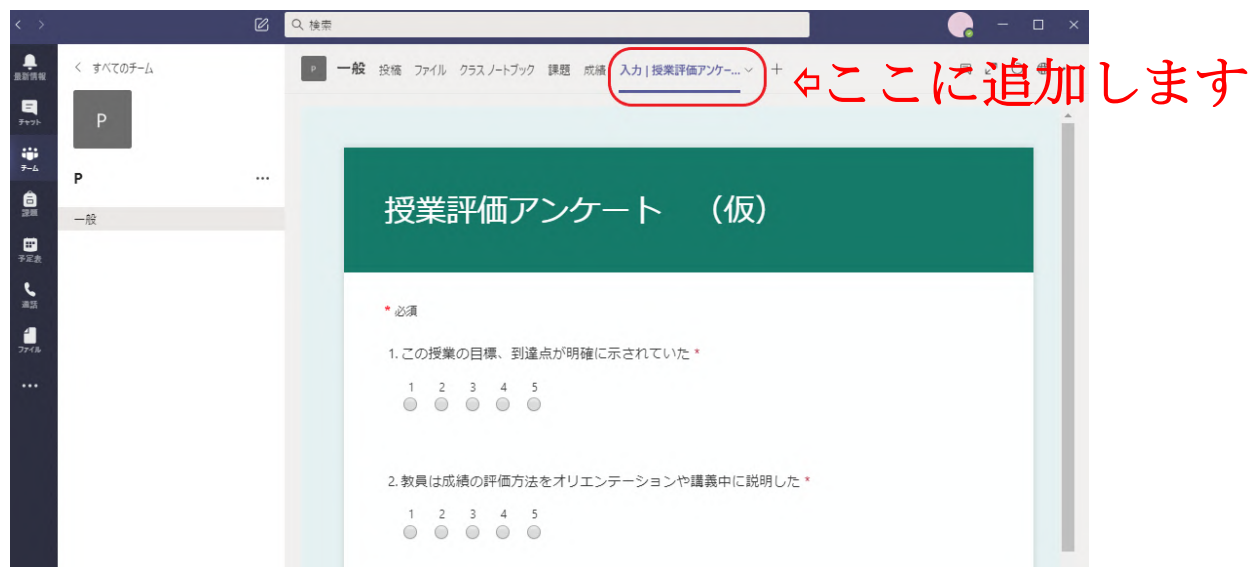 検索
最新情報
チャット
チーム
課題
予定表
通話
ファイル
すべてのチーム
P
P
一般
P 一般 投稿 ファイル クラス ノートブック 課題 成績 入力 | 授業評価アンケー...
⇦ここに追加します
授業評価アンケート （仮）
* 必須
1. この授業の目標、到達点が明確に示されていた *
1 2 3 4 5
2. 教員は成績の評価方法をオリエンテーションや講義中に説明した *
1 2 3 4 5